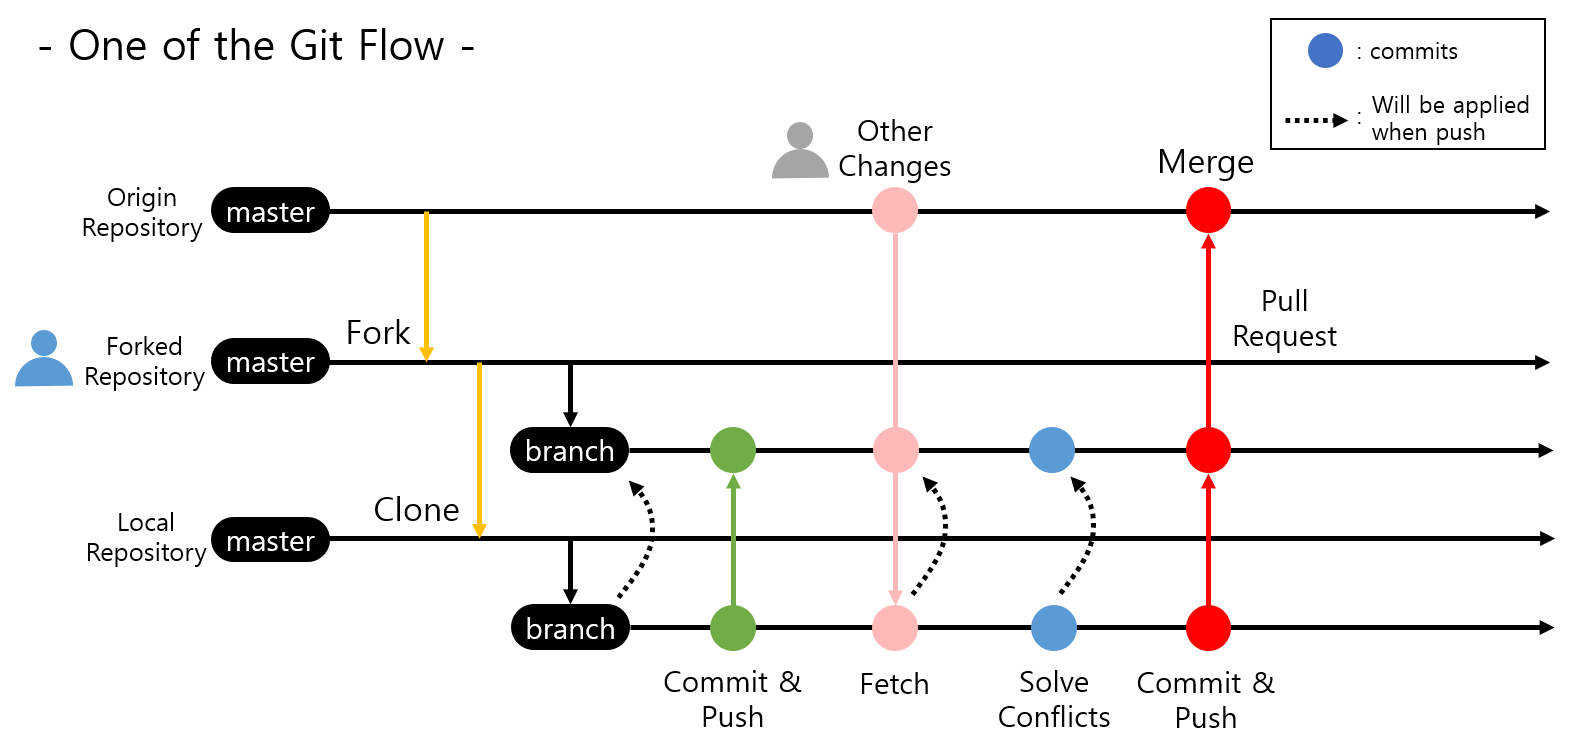 - One of the Git Flow -
: commits
: Will be applied
when push
Other
Changes
Merge
Origin
Repository
master
Pull
Request
Fork
Forked
Repository
master
branch
Clone
Local
Repository
master
branch
Commit &
Push
Fetch
Solve
Conflicts
Commit &
Push